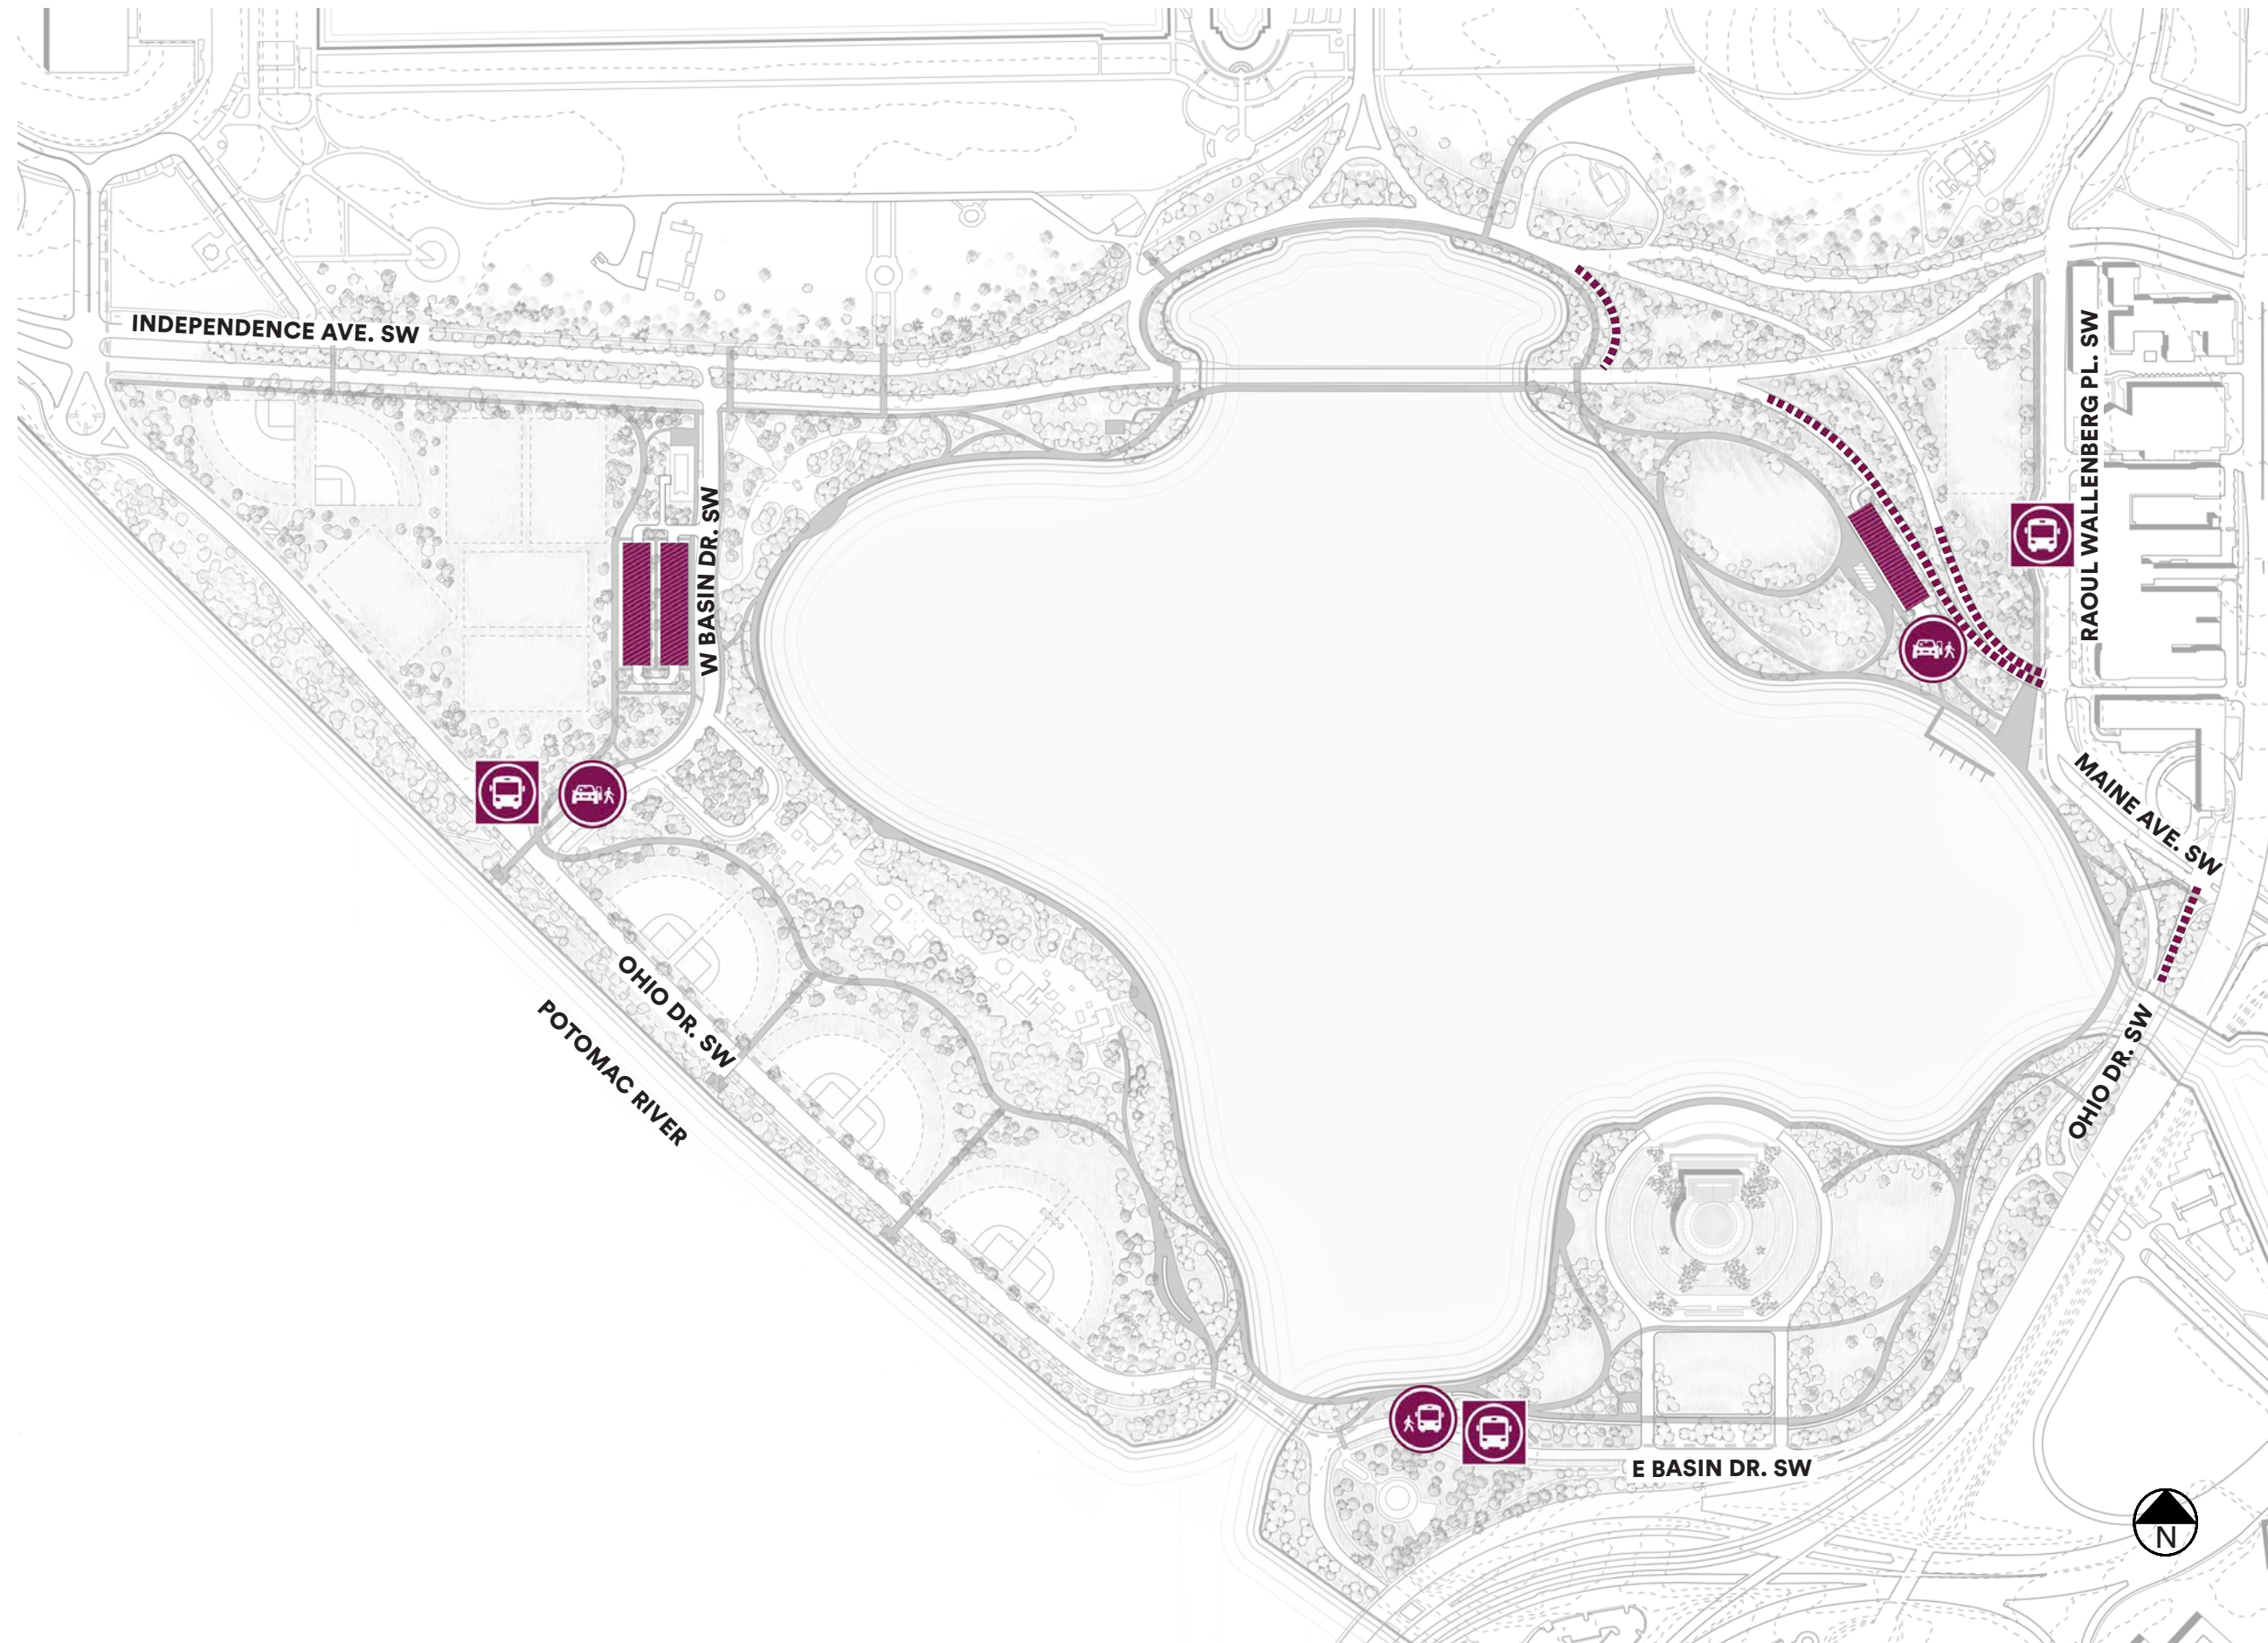 INDEPENDENCE AVE. SW
RAOUL WALLENBERG PL. SW
W BASIN DR. SW
MAINE AVE. SW
OHIO DR. SW
POTOMAC RIVER
OHIO DR. SW
E BASIN DR. SW
N